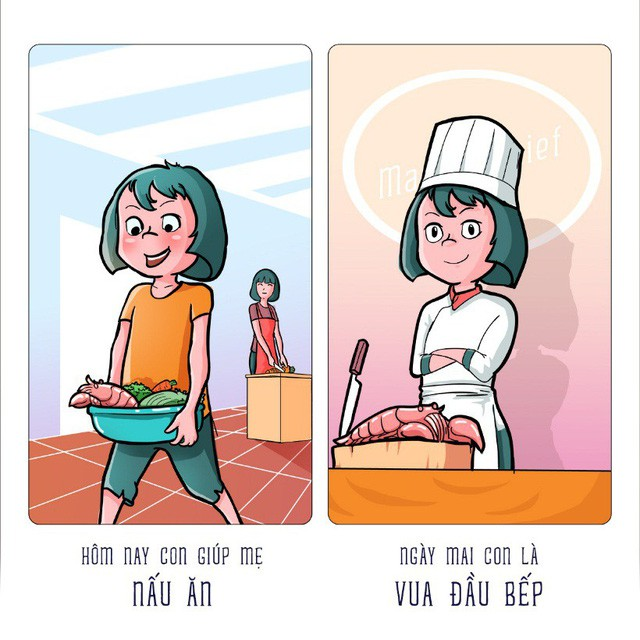 HÔM NAY CON GIÚP MẸ
NẤU ĂN
NGÀY MAI CON LÀ
VUA ĐẦU BẾP